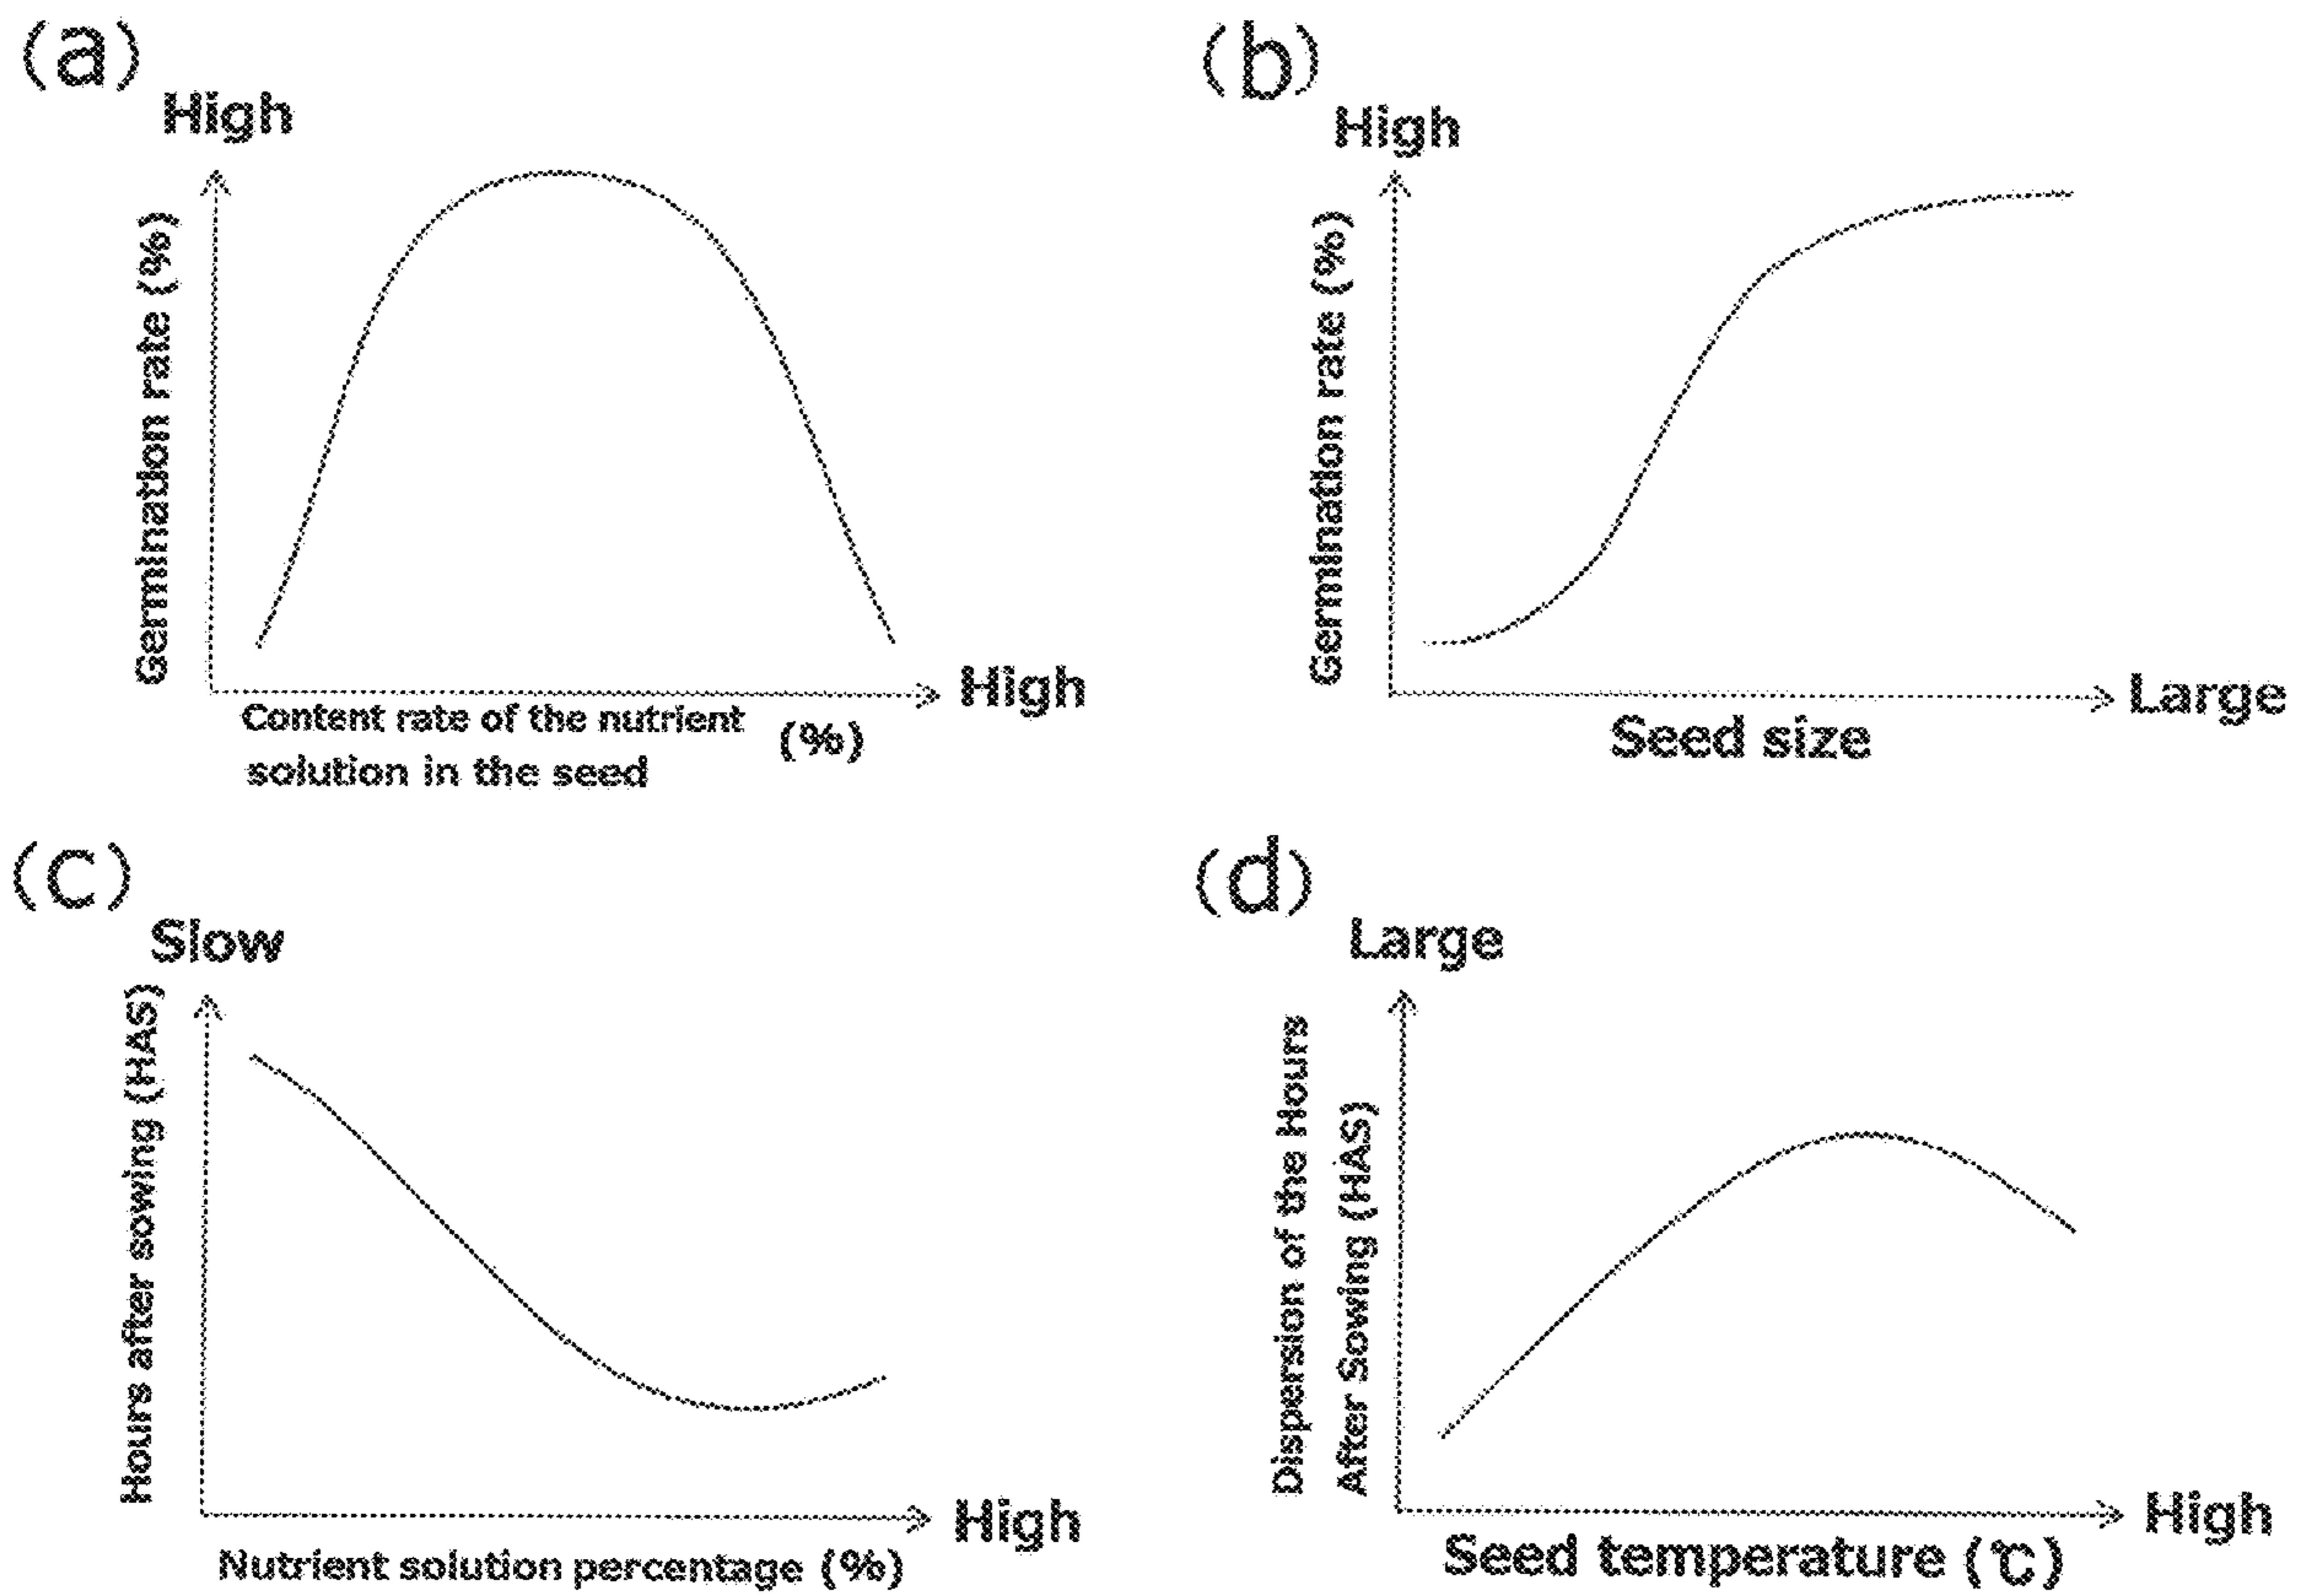 (a)
High
Germination rate (%)
High
Content rate of the nutrient (%)
solution in the seed
(b)
High
Germination rate (%)
Large
Seed size
(c)
Slow
Hours after sowing (HAS)
High
Nutrient solution percentage (%)
(d)
Large
Dispersion of the Hours
After Sowing (HAS)
High
Seed temperature (℃)